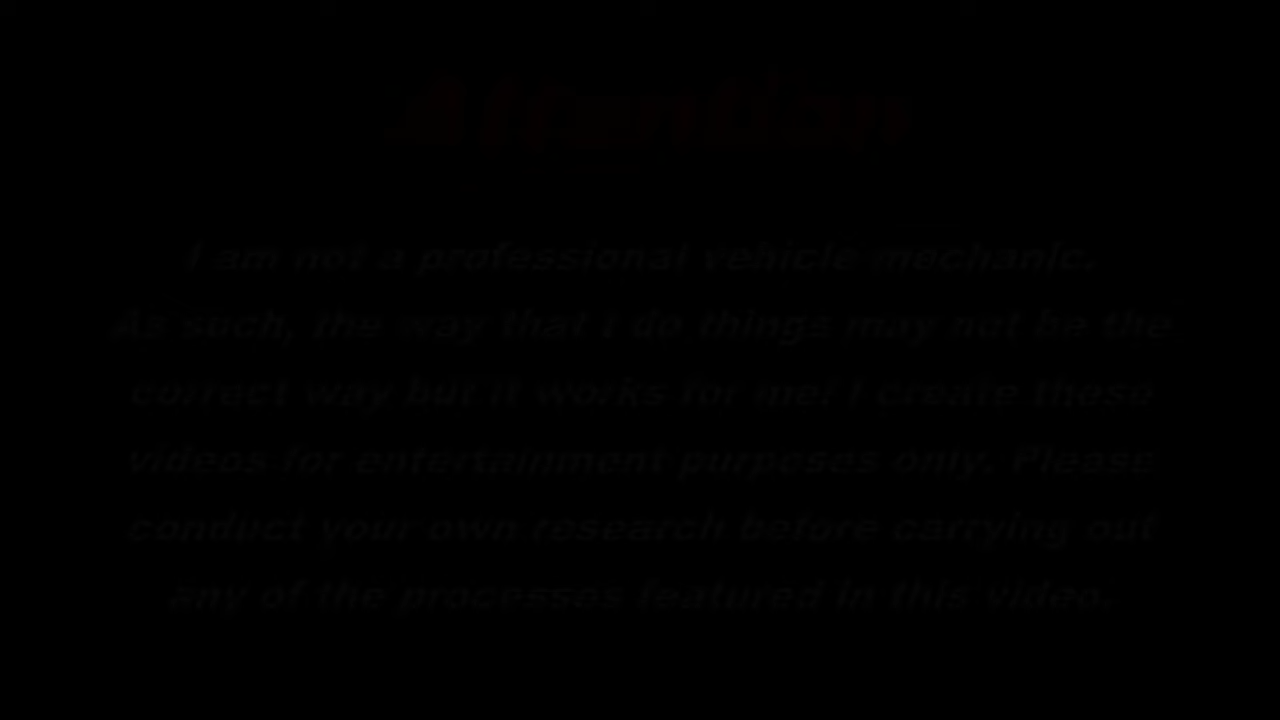 Attention
I am not a professional vehicle mechanic.
As such, the way that I do things may not be the
correct way but it works for me! I create these
videos for entertainment purposes only. Please
conduct your own research before carrying out
any of the processes featured in this video.